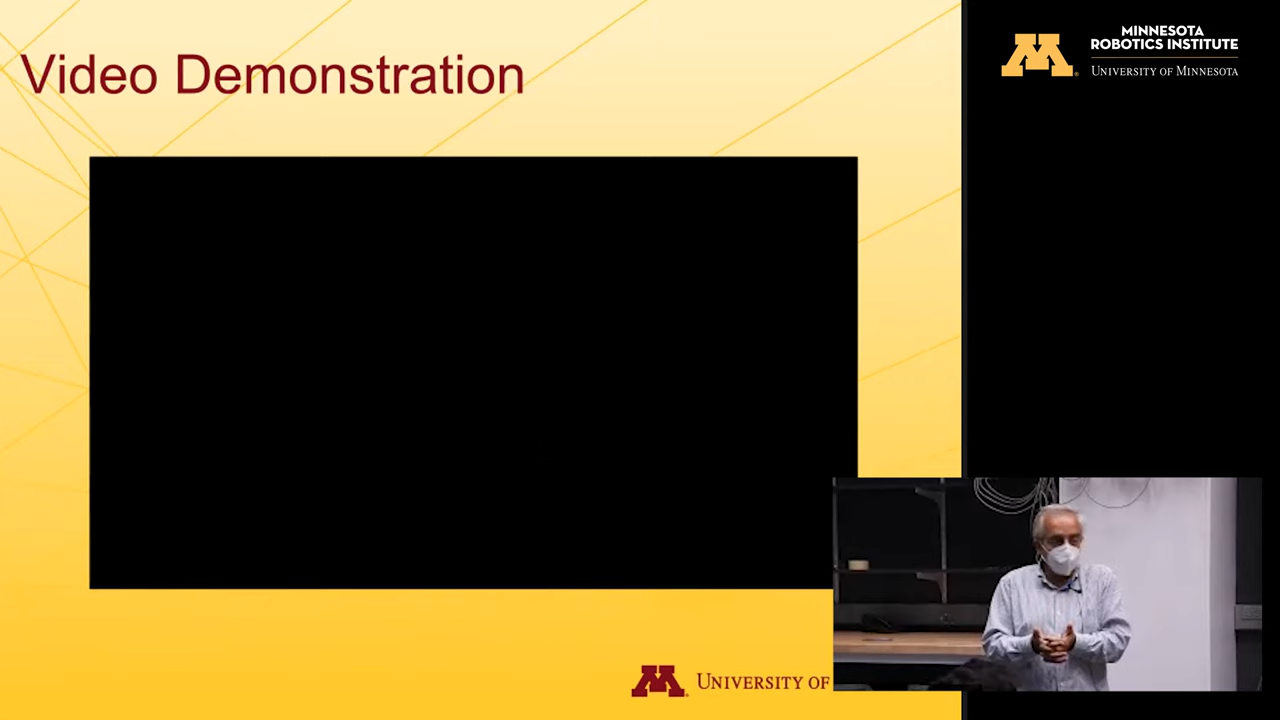 Video Demonstration
MINNESOTA
ROBOTICS INSTITUTE
UNIVERSITY OF MINNESOTA
UNIVERSITY OF